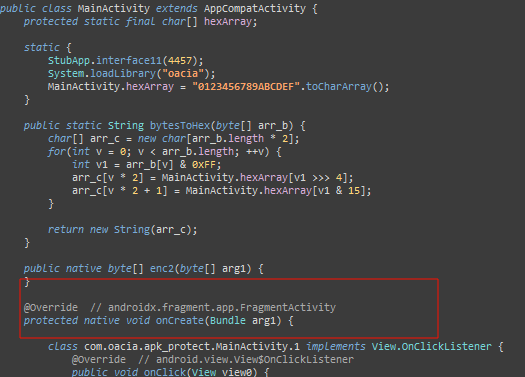 public class MainActivity extends AppCompatActivity {
    protected static final char[] hexArray;

    static {
        StubApp.interface11(4457);
        System.loadLibrary("oacia");
        MainActivity.hexArray = "0123456789ABCDEF".toCharArray();
    }

    public static String bytesToHex(byte[] arr_b) {
        char[] arr_c = new char[arr_b.length * 2];
        for(int v = 0; v < arr_b.length; ++v) {
            int v1 = arr_b[v] & 0xFF;
            arr_c[v * 2] = MainActivity.hexArray[v1 >>> 4];
            arr_c[v * 2 + 1] = MainActivity.hexArray[v1 & 15];
        }

        return new String(arr_c);
    }

    public native byte[] enc2(byte[] arg1) {
    }

    @Override  // androidx.fragment.app.FragmentActivity
    protected native void onCreate(Bundle arg1) {

        class com.oacia.apk_protect.MainActivity.1 implements View.OnClickListener {
            @Override  // android.view.View$OnClickListener
            public void onClick(View view0) {